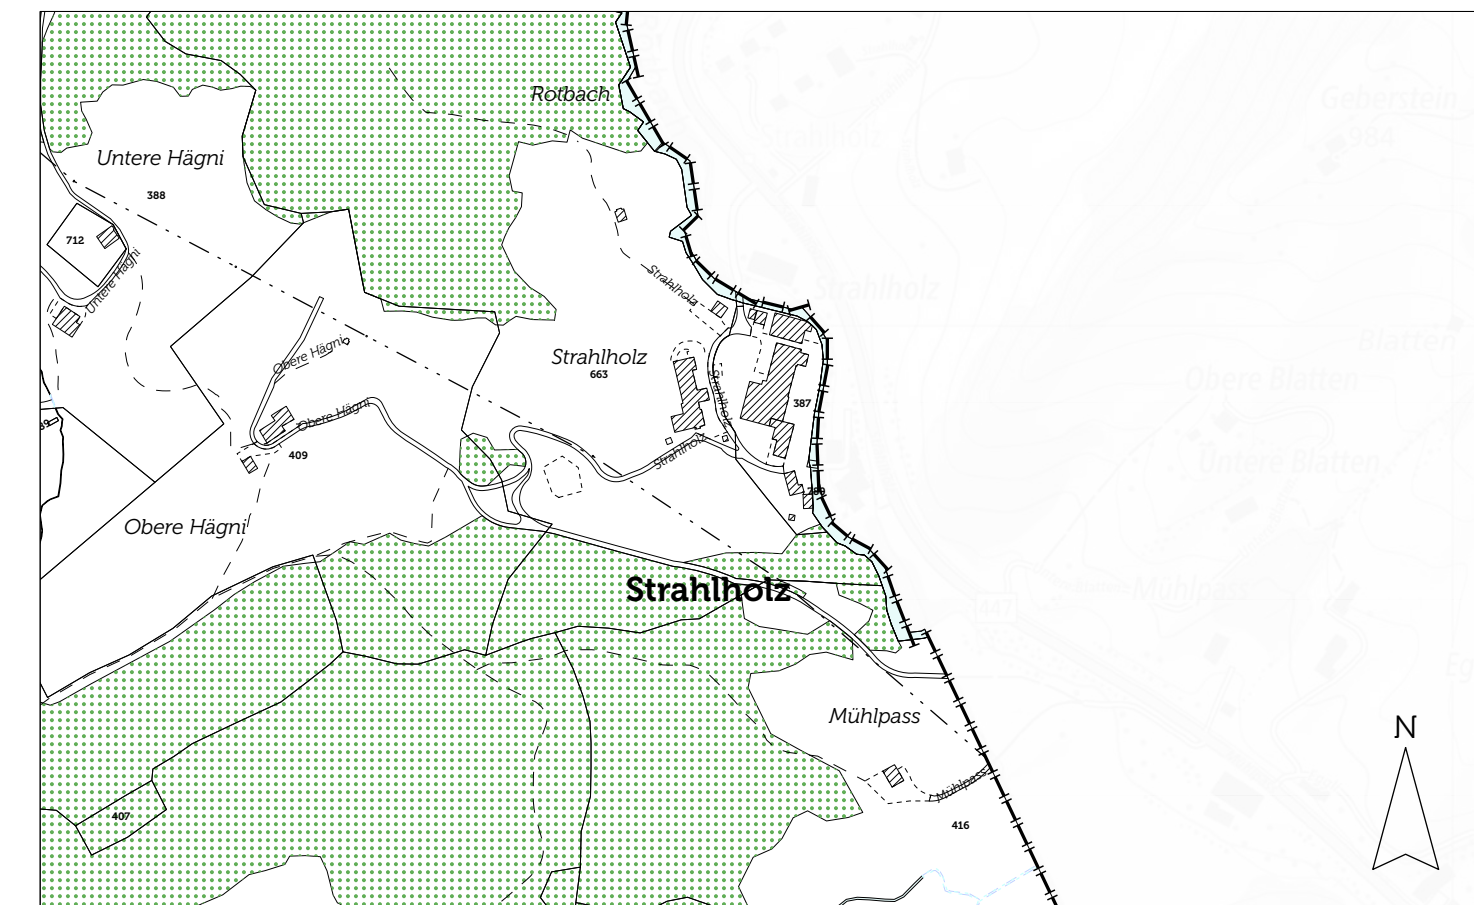 Rotbach
Geberstein
984
Strahlholz
Untere Hägni
388
712
Untere Hägni
Strahlholz
Strahlholz
Obere Hägni
Strahlholz
663
Blatten
Obere Blatten
Strahlholz
387
Obere Hägni
Strahlholz
409
Untere Blatten
Obere Hägni
Strahlholz
Mühlpass
447
Mühlpass
N
Mühlpass
407
416